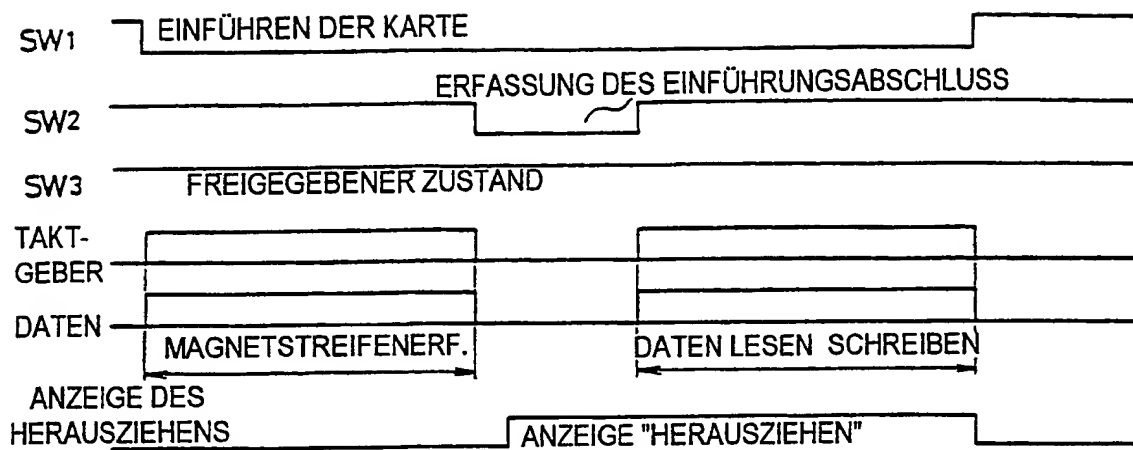 SW1 EINFÜHREN DER KARTE
ERFASSUNG DES EINFÜHRUNGSABSCHLUSS
SW2
SW3 FREIGEGEBENER ZUSTAND
TAKT-
GEBER
DATEN
MAGNETSTREIFENERF. DATEN LESEN SCHREIBEN
ANZEIGE DES
HERAUSZIEHENS ANZEIGE "HERAUSZIEHEN"